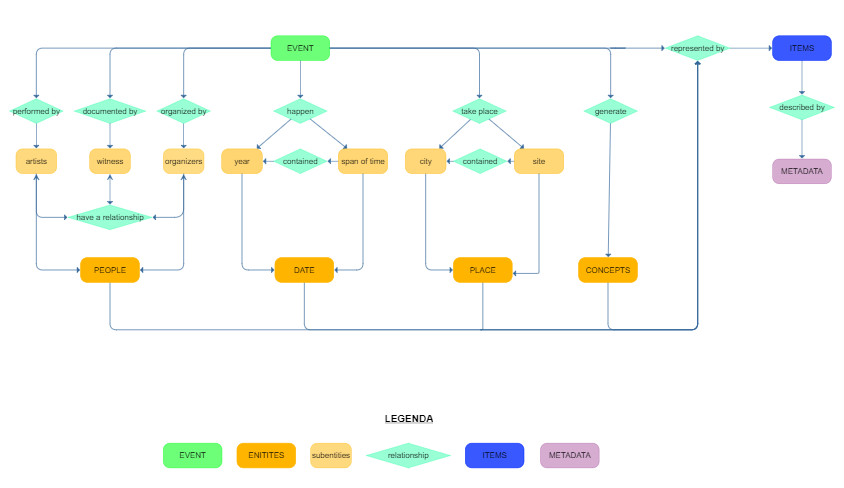 EVENT
represented by
ITEMS
performed by
documented by
organized by
happen
take place
generate
described by
artists
witness
organizers
year
contained
span of time
city
contained
site
METADATA
have a relationship
PEOPLE
DATE
PLACE
CONCEPTS
LEGENDA
EVENT
ENITITES
subentities
relationship
ITEMS
METADATA